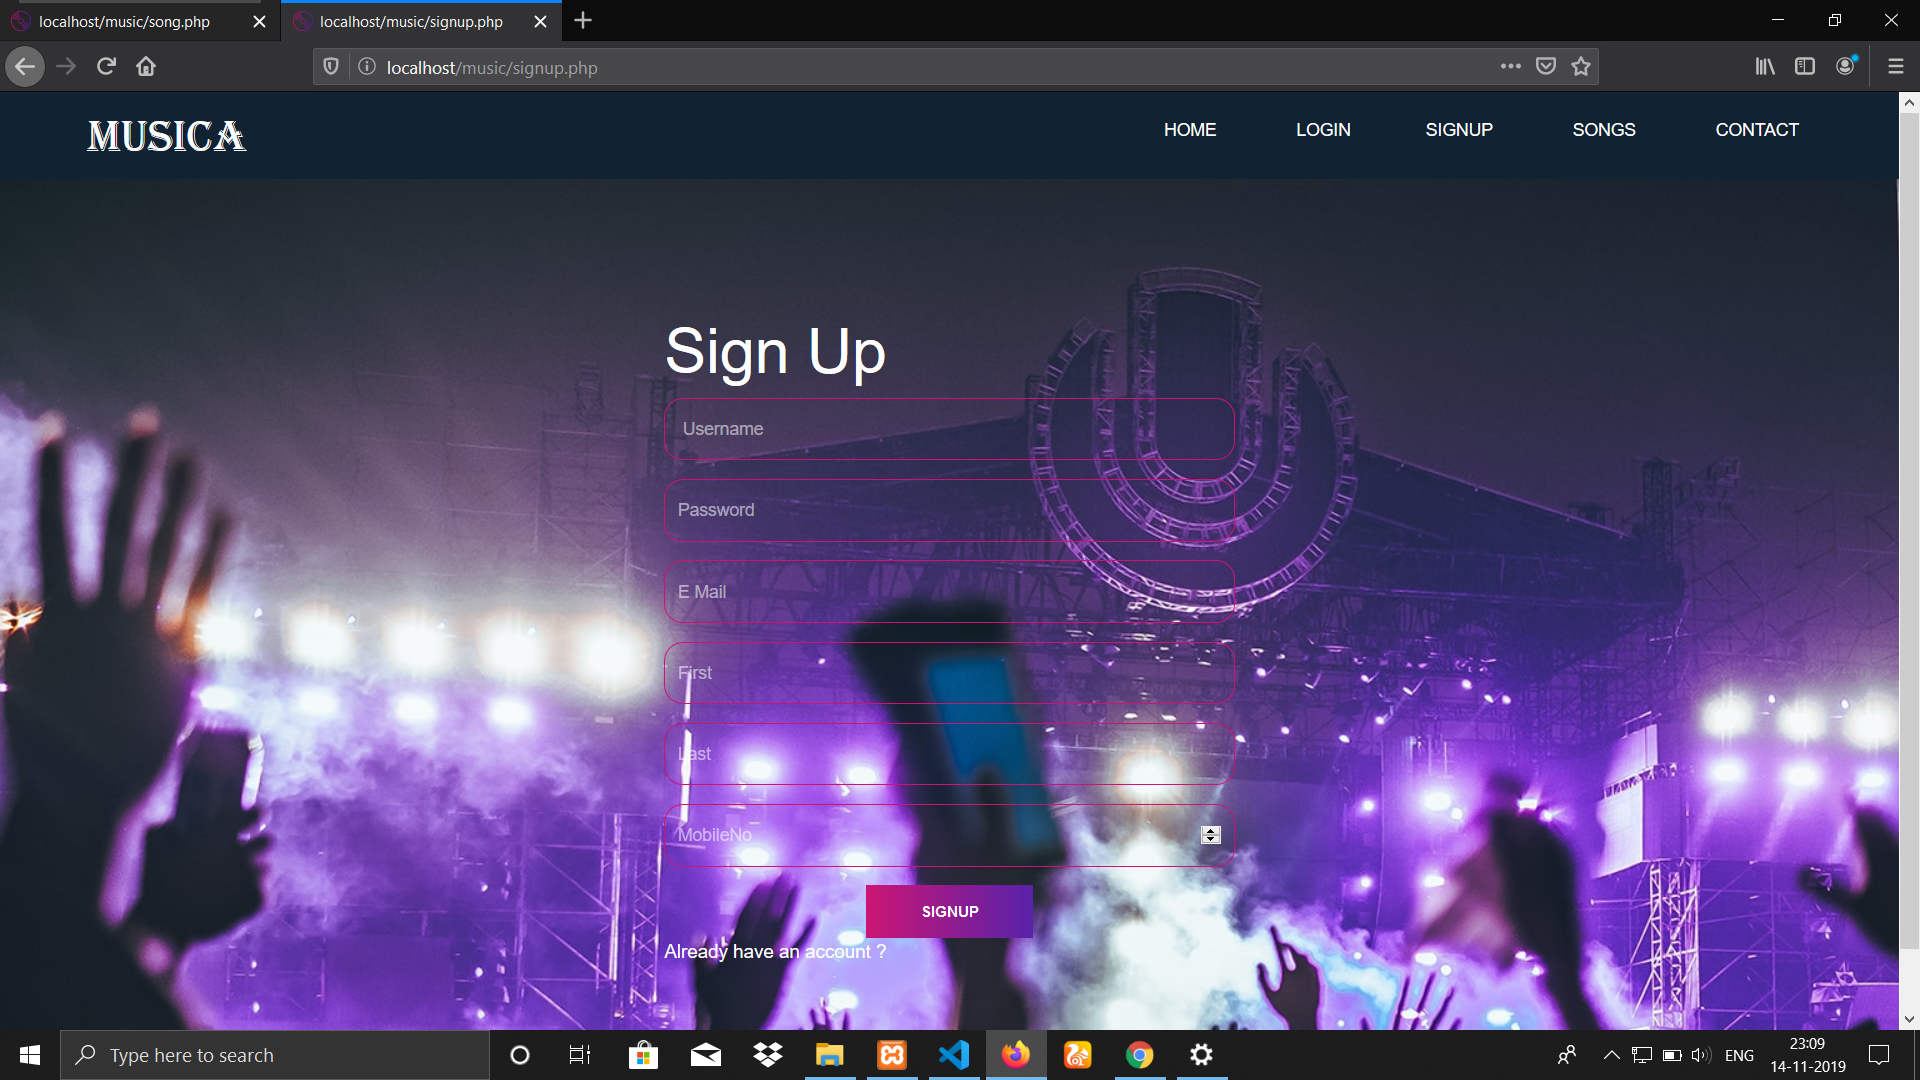 localhost/music/song.php
localhost/music/signup.php
localhost/music/signup.php
MUSICA
HOME LOGIN SIGNUP SONGS CONTACT
Sign Up
Username
Password
E Mail
First
Last
MobileNo
SIGNUP
Already have an account ?
Type here to search
ENG
23:09
14-11-2019